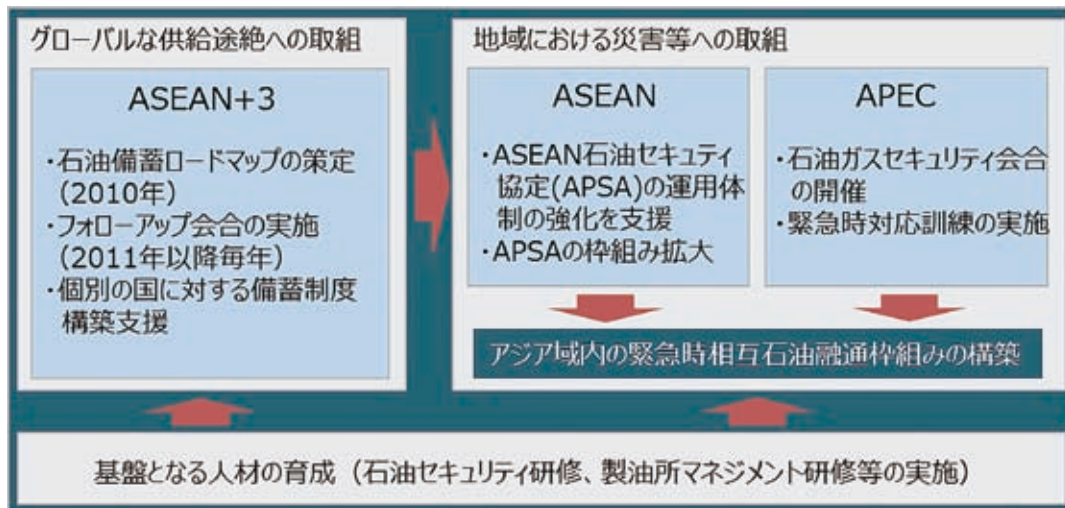 グローバルな供給途絶への取組
ASEAN+3
・石油備蓄ロードマップの策定
(2010年)
・フォローアップ会合の実施
(2011年以降毎年)
・個別の国に対する備蓄制度
構築支援
地域における災害等への取組
ASEAN
・ASEAN石油セキュティ
協定(APSA)の運用体
制の強化を支援
・APSAの枠組み拡大
APEC
・石油ガスセキュリティ会合
の開催
・緊急時対応訓練の実施
アジア域内の緊急時相互石油融通枠組みの構築
基盤となる人材の育成（石油セキュリティ研修、製油所マネジメント研修等の実施）